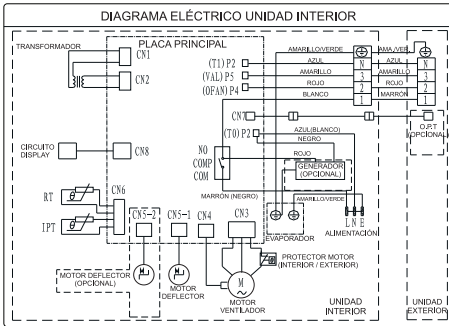 DIAGRAMA ELÉCTRICO UNIDAD INTERIOR
PLACA PRINCIPAL
TRANSFORMADOR
CN1
CN2
(T1) P2
(VAL) P5
(OFAN) P4
AMARILLO/VERDE
AZUL
AMARILLO
ROJO
BLANCO
N
3
2
1
AMA./VER.
AZUL
AMARILLO
ROJO
MARRÓN
N
3
2
1
CN7
O.P.T
(OPCIONAL)
(T0) P2
AZUL(BLANCO)
NEGRO
CIRCUITO
DISPLAY
CN8
NO
COMP
COM
ROJO
GENERADOR
(OPCIONAL)
MARRÓN (NEGRO)
AMARILLO/VERDE
RT
IPT
CN6
CN5-2
CN5-1
CN4
CN3
EVAPORADOR
L N E
ALIMENTACIÓN
PROTECTOR MOTOR
(INTERIOR / EXTERIOR)
M
M
M
MOTOR DEFLECTOR
(OPCIONAL)
MOTOR
DEFLECTOR
MOTOR
VENTILADOR
UNIDAD
INTERIOR
UNIDAD
EXTERIOR